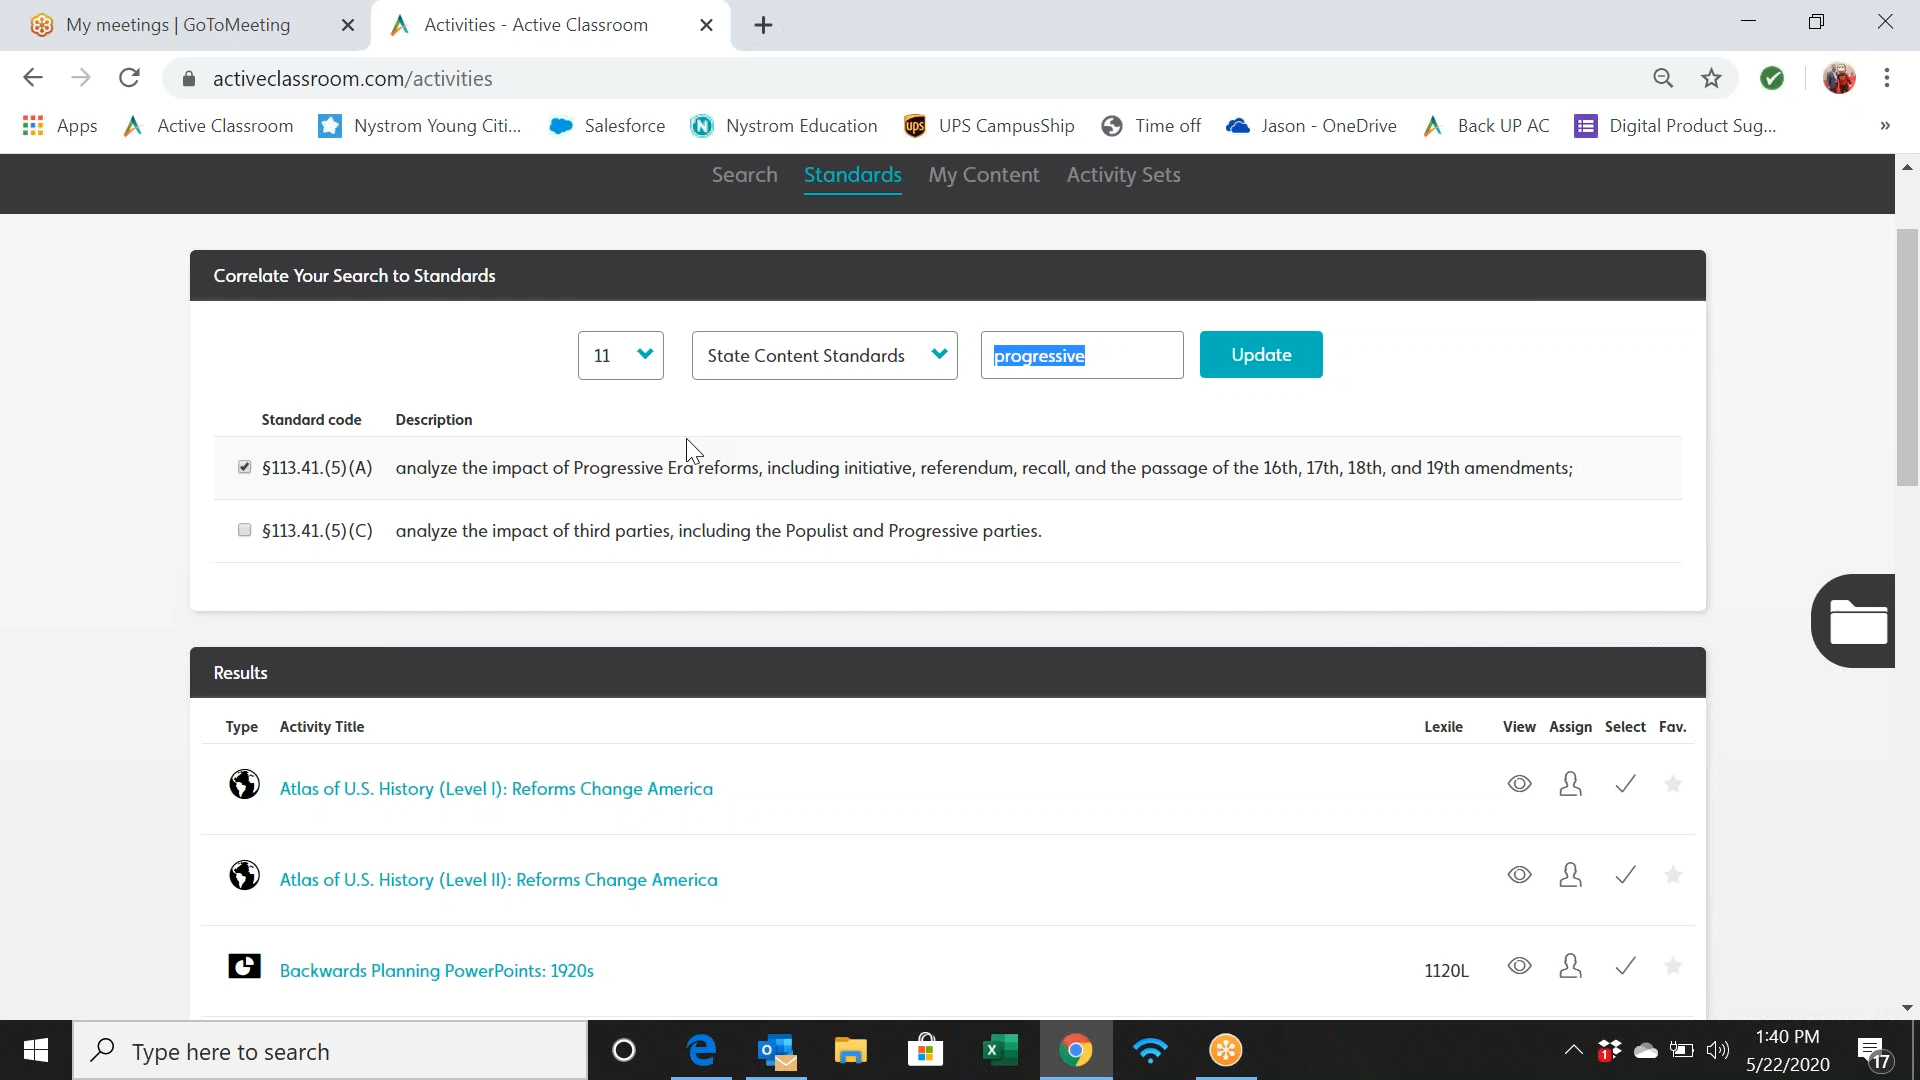 My meetings | GoToMeeting
Activities - Active Classroom
activeclassroom.com/activities
Apps
Active Classroom
Nystrom Young Citi...
Salesforce
Nystrom Education
ups
UPS CampusShip
Time off
Jason - OneDrive
Back UP AC
Digital Product Sug...
»
Search
Standards
My Content
Activity Sets
Correlate Your Search to Standards
11
State Content Standards
progressive
Update
Standard code
Description
§113.41.(5)(A)
analyze the impact of Progressive Era reforms, including initiative, referendum, recall, and the passage of the 16th, 17th, 18th, and 19th amendments;
§113.41.(5)(C)
analyze the impact of third parties, including the Populist and Progressive parties.
Results
Type
Activity Title
Lexile
View
Assign
Select
Fav.
Atlas of U.S. History (Level I): Reforms Change America
Atlas of U.S. History (Level II): Reforms Change America
Backwards Planning PowerPoints: 1920s
1120L
Type here to search
1
1:40 PM
5/22/2020
17